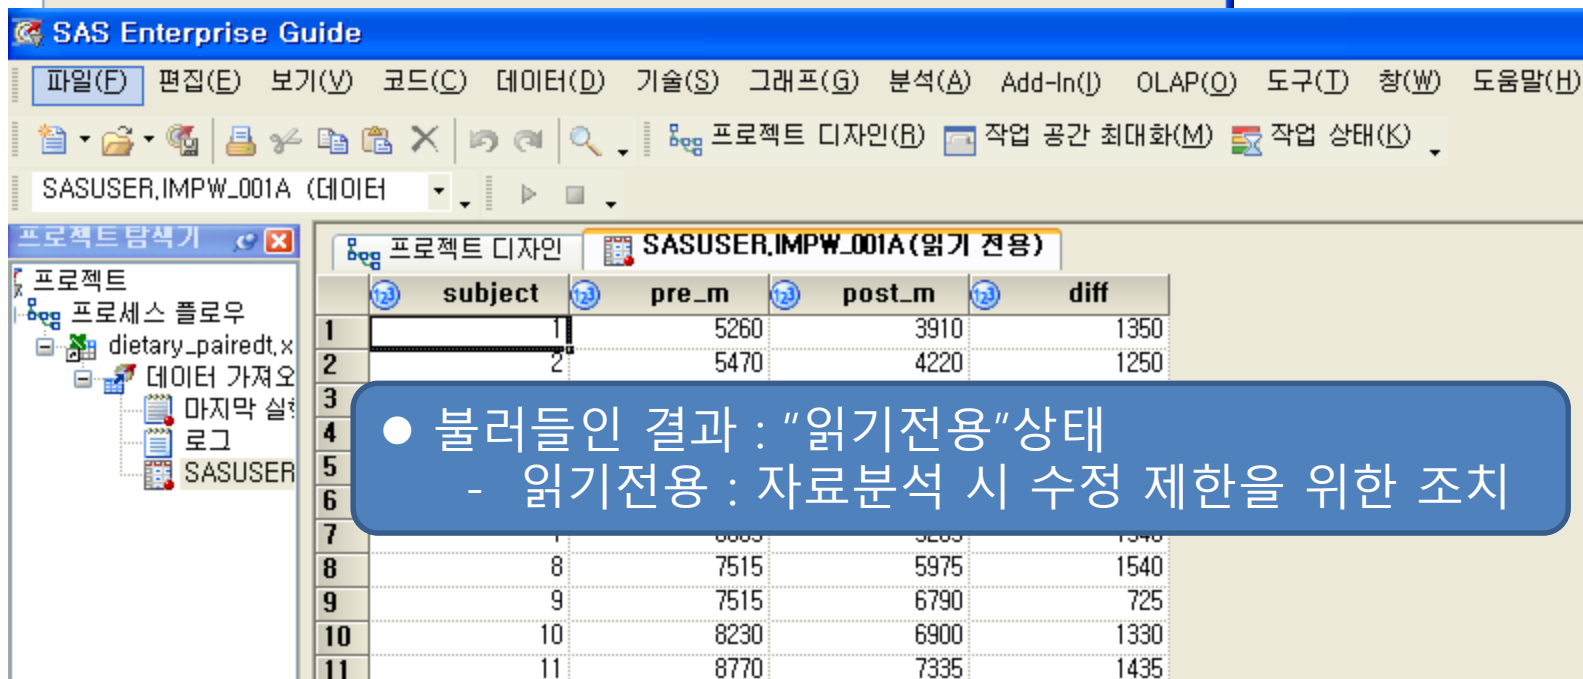 SAS Enterprise Guide
파일(F) 편집(E) 보기(V) 코드(C) 데이터(D) 기술(S) 그래프(G) 분석(A) Add-In(I) OLAP(O) 도구(T) 창(W) 도움말(H)
프로젝트 디자인(R) 작업 공간 최대화(M) 작업 상태(K)
SASUSER.IMPW_001A (데이터
프로젝트 탐색기
프로젝트
프로세스 플로우
dietary_pairedt.x
데이터 가져오
마지막 실
로그
SASUSER
프로젝트 디자인 SASUSER.IMPW_001A(읽기 전용)
subject pre_m post_m diff
1 1 5260 3910 1350
2 2 5470 4220 1250
3
4
5
6
7
● 불러들인 결과 : "읽기전용"상태
- 읽기전용 : 자료분석 시 수정 제한을 위한 조치
8 8 7515 5975 1540
9 9 7515 6790 725
10 10 8230 6900 1330
11 11 8770 7335 1435